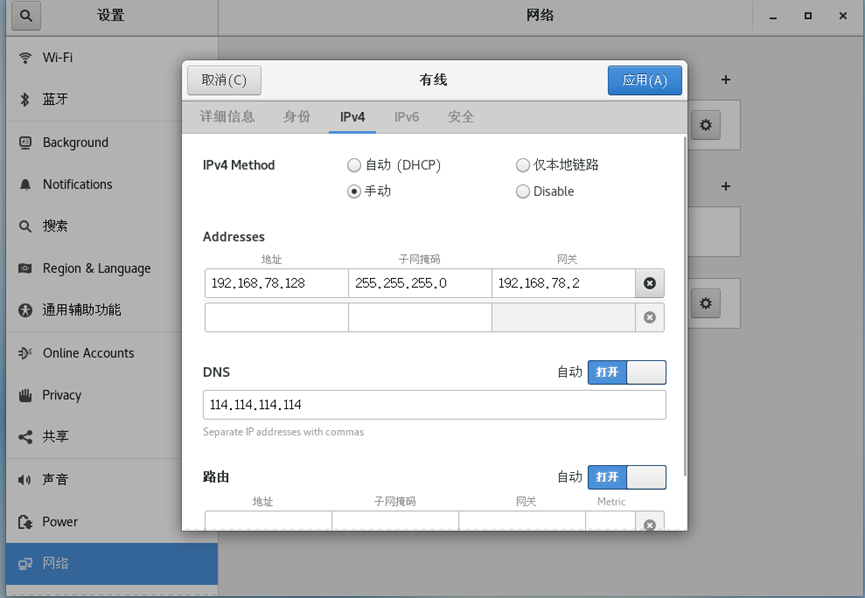 设置
网络
Wi-Fi
蓝牙
Background
Notifications
搜索
Region & Language
通用辅助功能
Online Accounts
Privacy
共享
声音
Power
网络
取消(C)
有线
应用(A)
详细信息 身份 IPv4 IPv6 安全
IPv4 Method
自动 (DHCP)
仅本地链路
手动
Disable
Addresses
地址 子网掩码 网关
192.168.78.128 255.255.255.0 192.168.78.2
DNS
自动 打开
114.114.114.114
Separate IP addresses with commas
路由
自动 打开
地址 子网掩码 网关 Metric